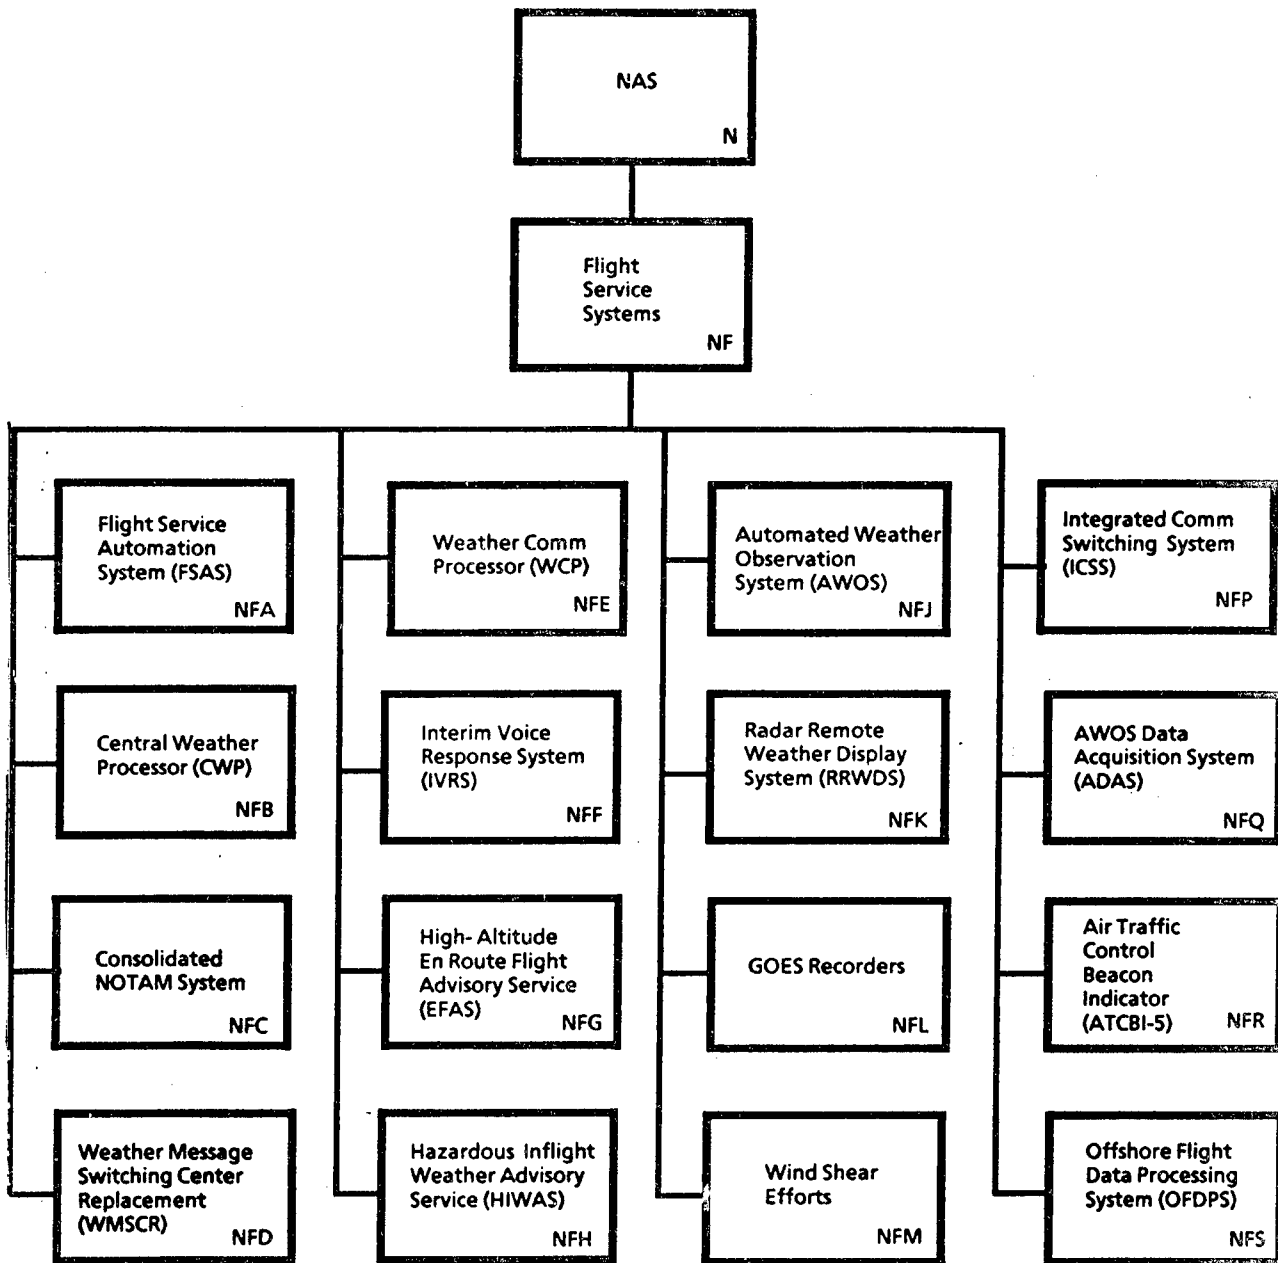 NAS
N
Flight
Service
Systems
NF
Flight Service
Automation
System (FSAS)
NFA
Weather Comm
Processor (WCP)
NFE
Automated Weather
Observation
System (AWOS)
NFJ
Integrated Comm
Switching System
(ICSS)
NFP
Central Weather
Processor (CWP)
NFB
Interim Voice
Response System
(IVRS)
NFF
Radar Remote
Weather Display
System (RRWDS)
NFK
AWOS Data
Acquisition System
(ADAS)
NFQ
Consolidated
NOTAM System
NFC
High- Altitude
En Route Flight
Advisory Service
(EFAS)
NFG
GOES Recorders
NFL
Air Traffic
Control
Beacon
Indicator
(ATCBI-5)
NFR
Weather Message
Switching Center
Replacement
(WMSCR)
NFD
Hazardous Inflight
Weather Advisory
Service (HIWAS)
NFH
Wind Shear
Efforts
NFM
Offshore Flight
Data Processing
System (OFDPS)
NFS